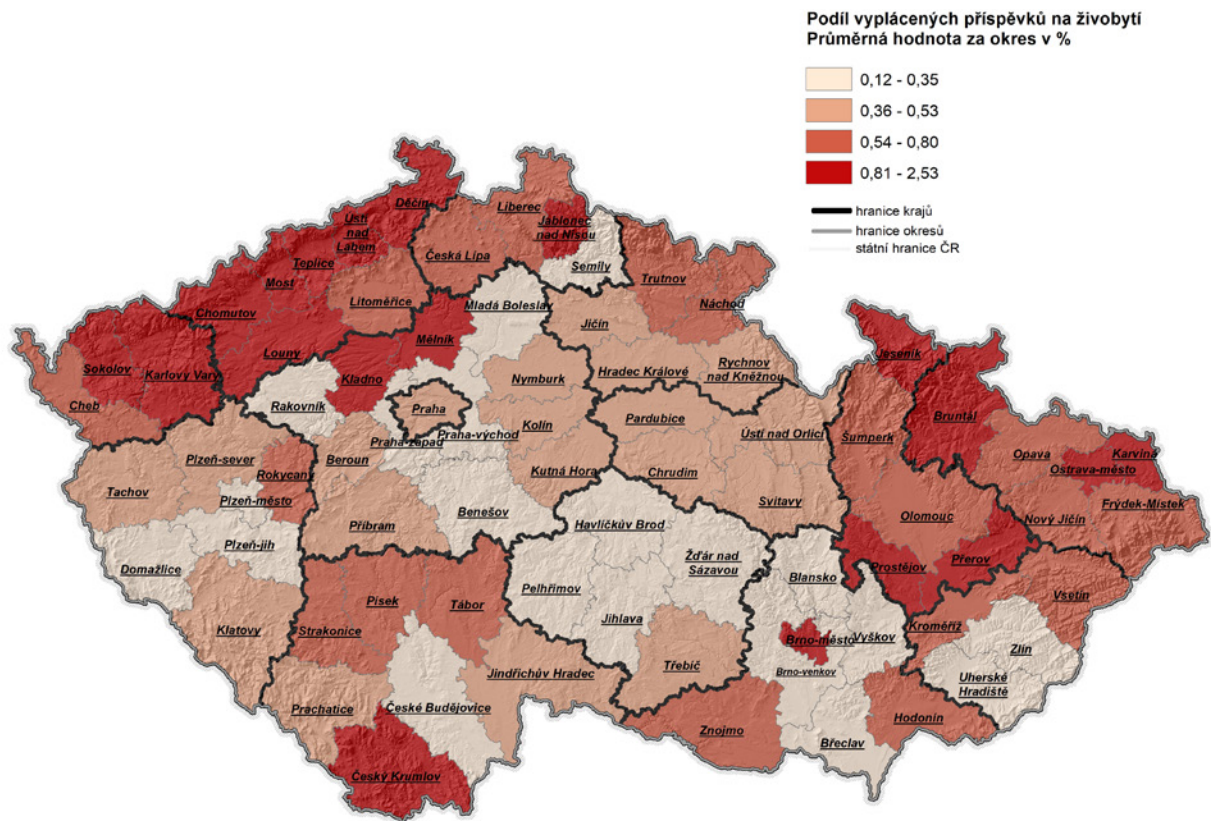 Podíl vyplácených příspěvků na živobytí
Průměrná hodnota za okres v %
0,12 - 0,35
0,36 - 0,53
0,54 - 0,80
0,81 - 2,53
hranice krajů
hranice okresů
státní hranice ČR
Děčín
Ústí
nad
Labem
Teplice
Most
Chomutov
Litoměřice
Louny
Liberec
Jablonec
nad Nisou
Česká Lípa
Semily
Trutnov
Náchod
Mladá Boleslav
Jičín
Mělník
Hradec Králové
Rychnov
nad Kněžnou
Sokolov
Karlovy Vary
Cheb
Rakovník
Kladno
Praha
Nymburk
Kolín
Praha-západ
Praha-východ
Beroun
Kutná Hora
Benešov
Příbram
Pardubice
Ústí nad Orlicí
Chrudim
Svitavy
Jeseník
Bruntál
Šumperk
Opava
Karviná
Ostrava-město
Frýdek-Místek
Nový Jičín
Olomouc
Přerov
Prostějov
Plzeň-sever
Rokycany
Tachov
Plzeň-město
Plzeň-jih
Domažlice
Klatovy
Havlíčkův Brod
Žďár nad
Sázavou
Pelhřimov
Jihlava
Třebíč
Písek
Tábor
Strakonice
Jindřichův Hradec
Prachatice
České Budějovice
Český Krumlov
Blansko
Vyškov
Brno-město
Brno-venkov
Znojmo
Břeclav
Hodonín
Vsetín
Kroměříž
Zlín
Uherské
Hradiště